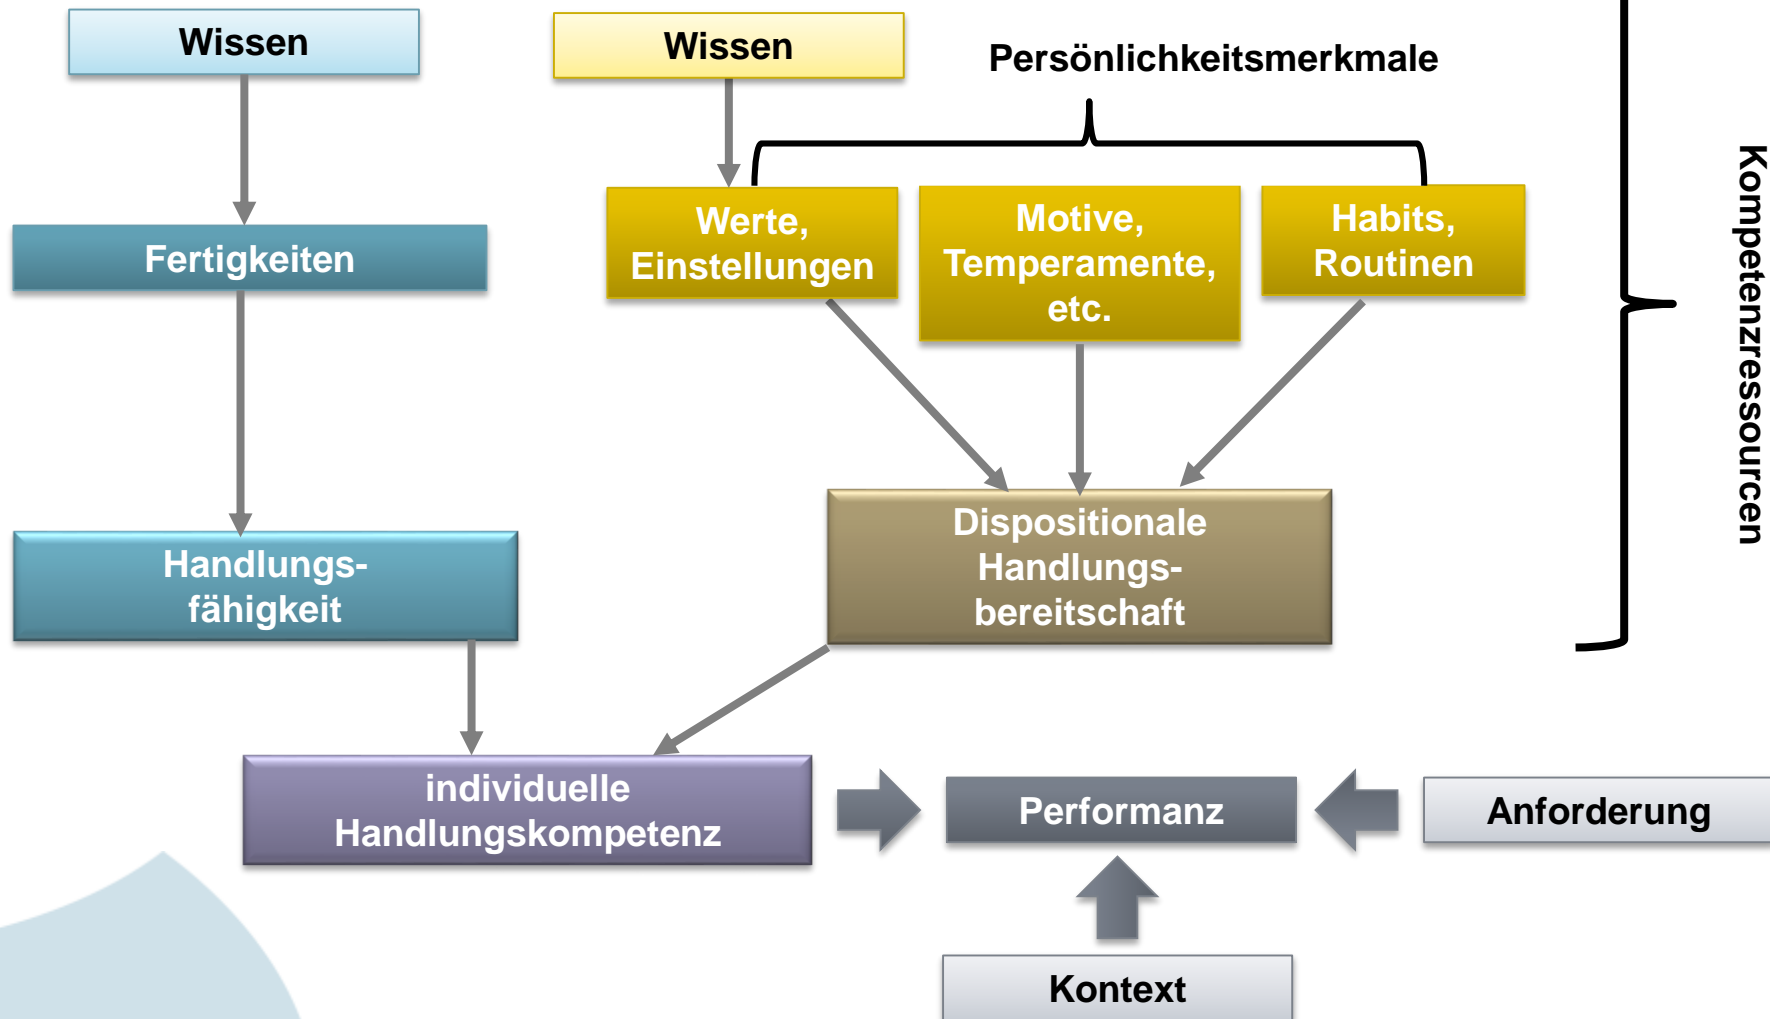 Wissen
Wissen
Persönlichkeitsmerkmale
Fertigkeiten
Werte,
Einstellungen
Motive,
Temperamente,
etc.
Habits,
Routinen
Kompetenzressourcen
Handlungs-
fähigkeit
Dispositionale
Handlungs-
bereitschaft
individuelle
Handlungskompetenz
Performanz
Anforderung
Kontext